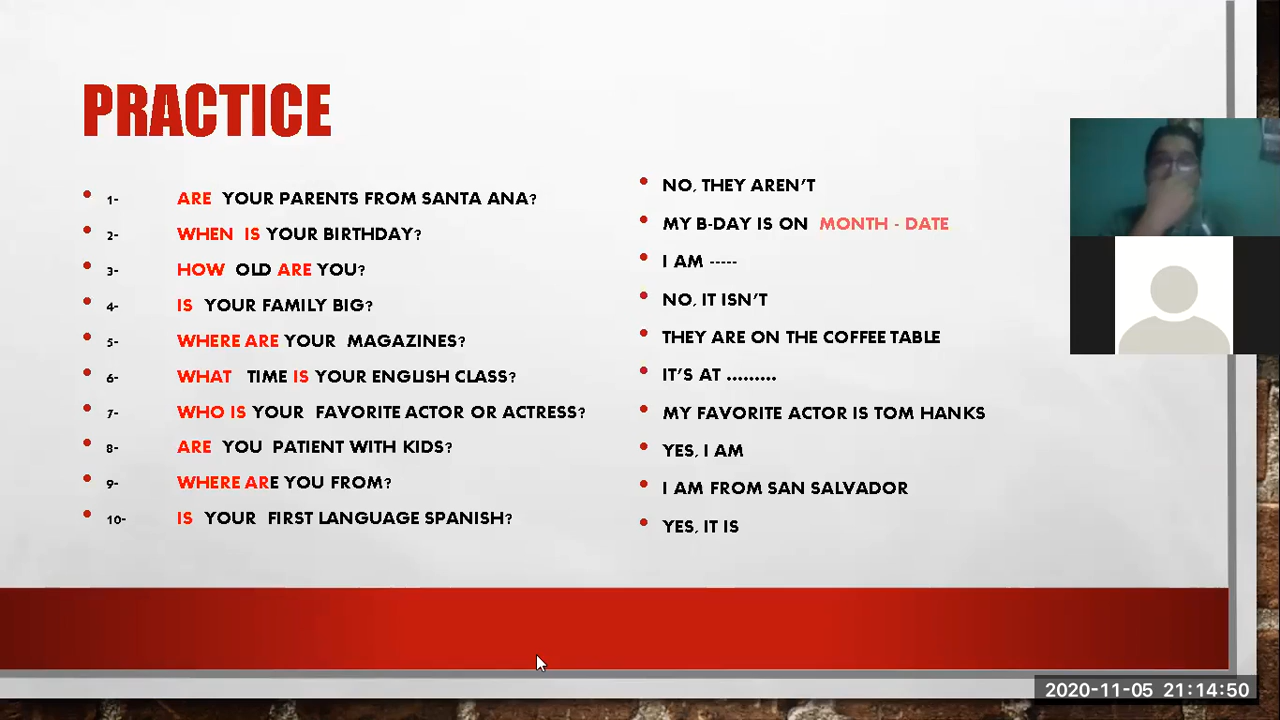 PRACTICE
1- ARE YOUR PARENTS FROM SANTA ANA?
2- WHEN IS YOUR BIRTHDAY?
3- HOW OLD ARE YOU?
4- IS YOUR FAMILY BIG?
5- WHERE ARE YOUR MAGAZINES?
6- WHAT TIME IS YOUR ENGLISH CLASS?
7- WHO IS YOUR FAVORITE ACTOR OR ACTRESS?
8- ARE YOU PATIENT WITH KIDS?
9- WHERE ARE YOU FROM?
10- IS YOUR FIRST LANGUAGE SPANISH?
NO, THEY AREN'T
MY B-DAY IS ON MONTH - DATE
I AM -----
NO, IT ISN'T
THEY ARE ON THE COFFEE TABLE
IT'S AT .........
MY FAVORITE ACTOR IS TOM HANKS
YES, I AM
I AM FROM SAN SALVADOR
YES, IT IS
2020-11-05 21:14:50